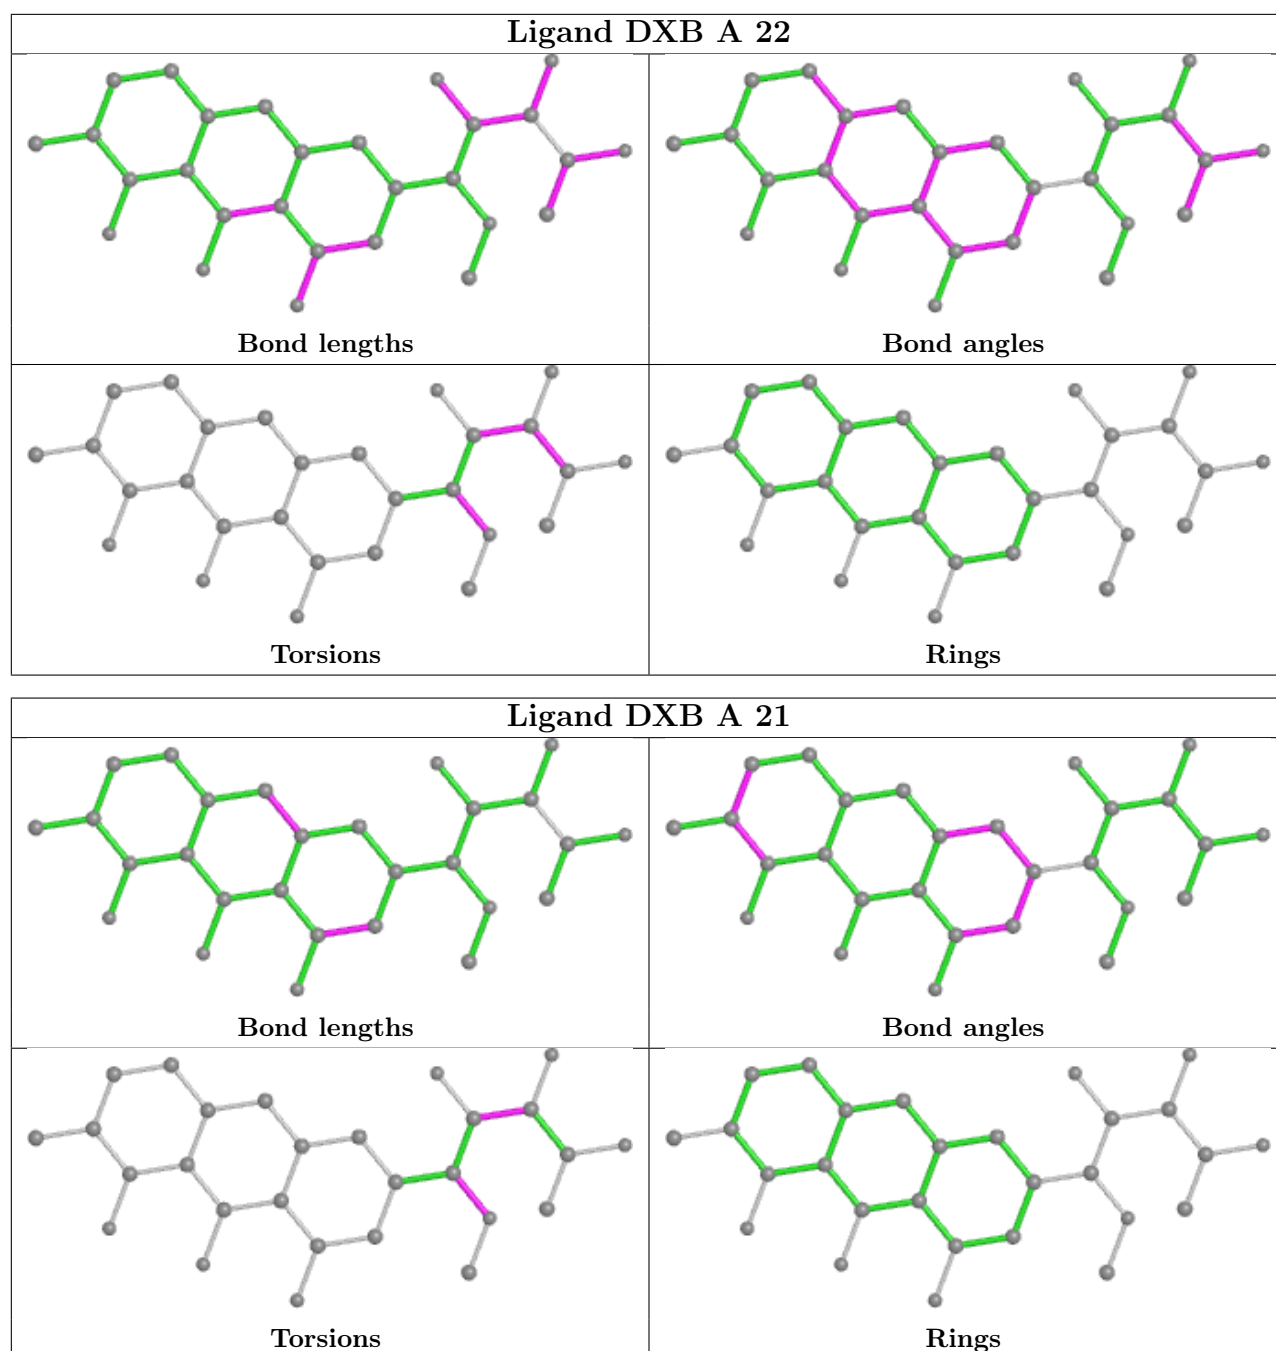 Ligand DXB A 22
Bond lengths
Bond angles
Torsions
Rings
Ligand DXB A 21
Bond lengths
Bond angles
Torsions
Rings